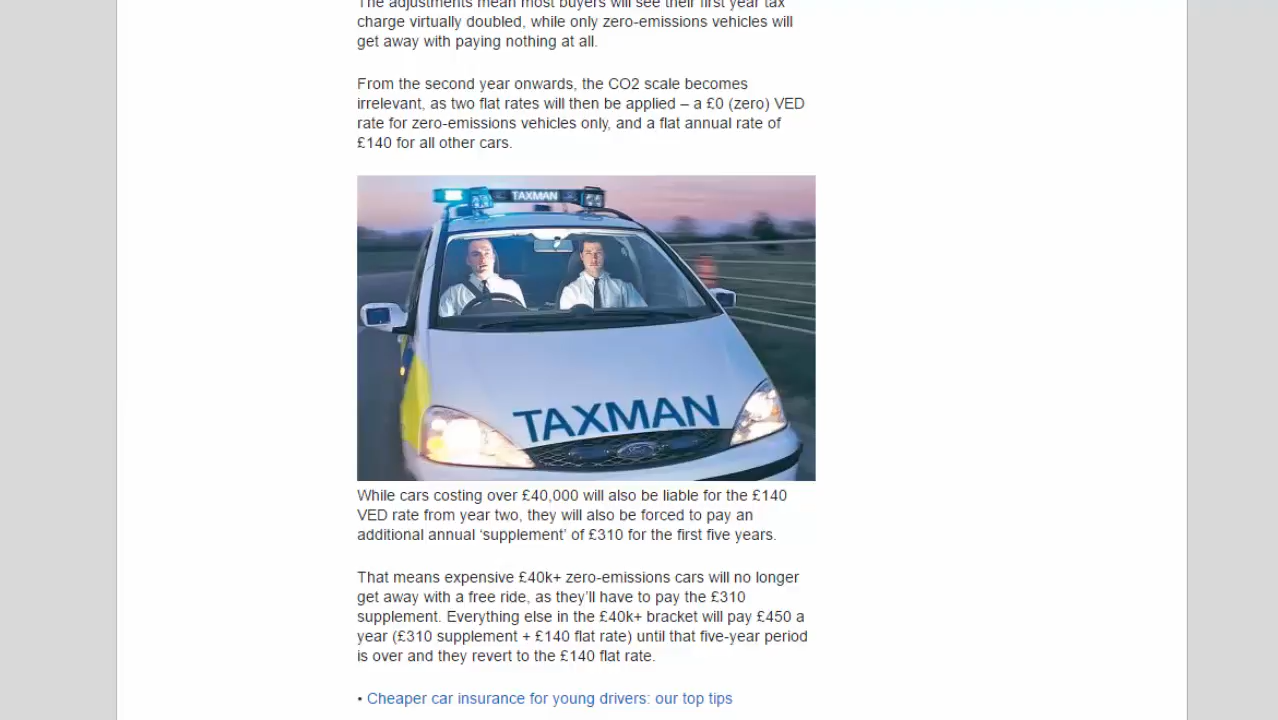 The adjustments mean most buyers will see their first year tax
charge virtually doubled, while only zero-emissions vehicles will
get away with paying nothing at all.
From the second year onwards, the CO2 scale becomes
irrelevant, as two flat rates will then be applied – a £0 (zero) VED
rate for zero-emissions vehicles only, and a flat annual rate of
£140 for all other cars.
TAXMAN
TAXMAN
Ford
While cars costing over £40,000 will also be liable for the £140
VED rate from year two, they will also be forced to pay an
additional annual ‘supplement’ of £310 for the first five years.
That means expensive £40k+ zero-emissions cars will no longer
get away with a free ride, as they’ll have to pay the £310
supplement. Everything else in the £40k+ bracket will pay £450 a
year (£310 supplement + £140 flat rate) until that five-year period
is over and they revert to the £140 flat rate.
• Cheaper car insurance for young drivers: our top tips